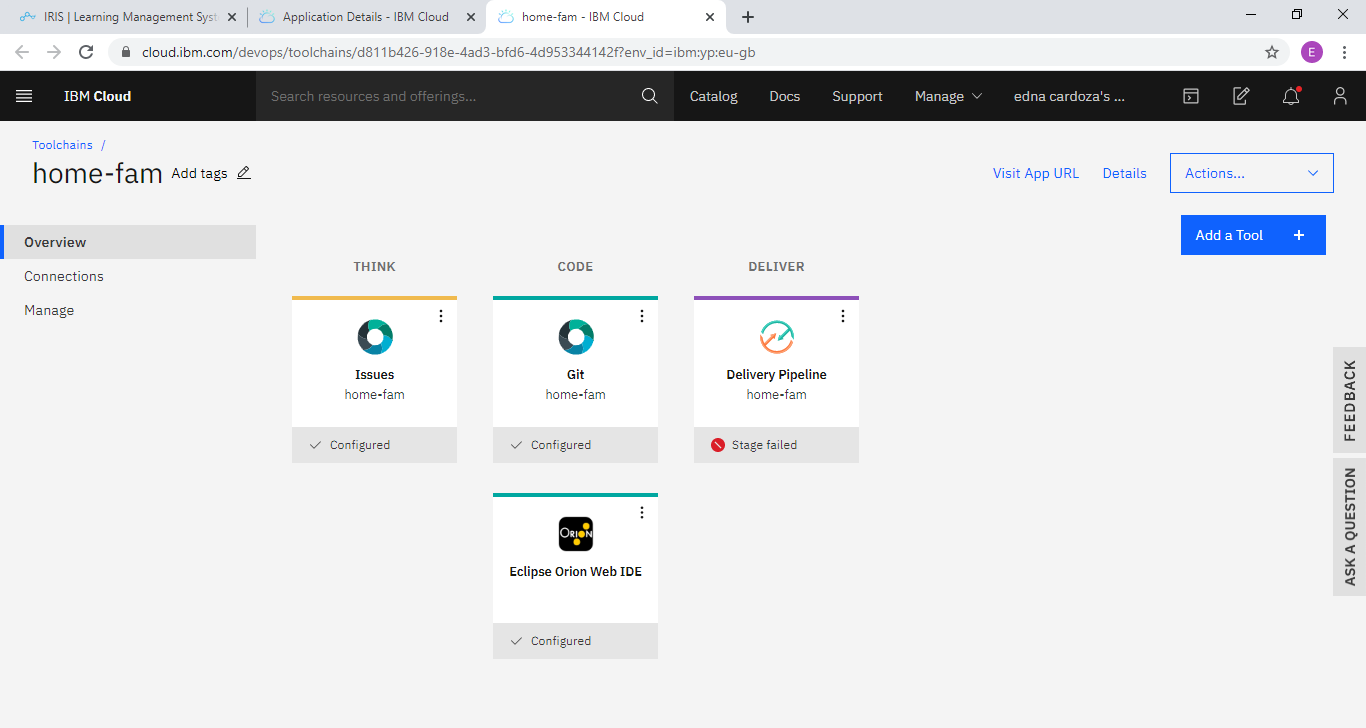 IRIS | Learning Management Syst
Application Details - IBM Cloud
home-fam - IBM Cloud
cloud.ibm.com/devops/toolchains/d811b426-918e-4ad3-bfd6-4d953344142f?env_id=ibm:yp:eu-gb
E
IBM Cloud
Search resources and offerings...
Catalog
Docs
Support
Manage
edna cardoza's ...
Toolchains /
home-fam
Add tags
Visit App URL
Details
Actions...
Add a Tool
Overview
Connections
Manage
THINK
CODE
DELIVER
Issues
home-fam
Configured
Git
home-fam
Configured
Delivery Pipeline
home-fam
Stage failed
ORION
Eclipse Orion Web IDE
Configured
FEEDBACK
ASK A QUESTION